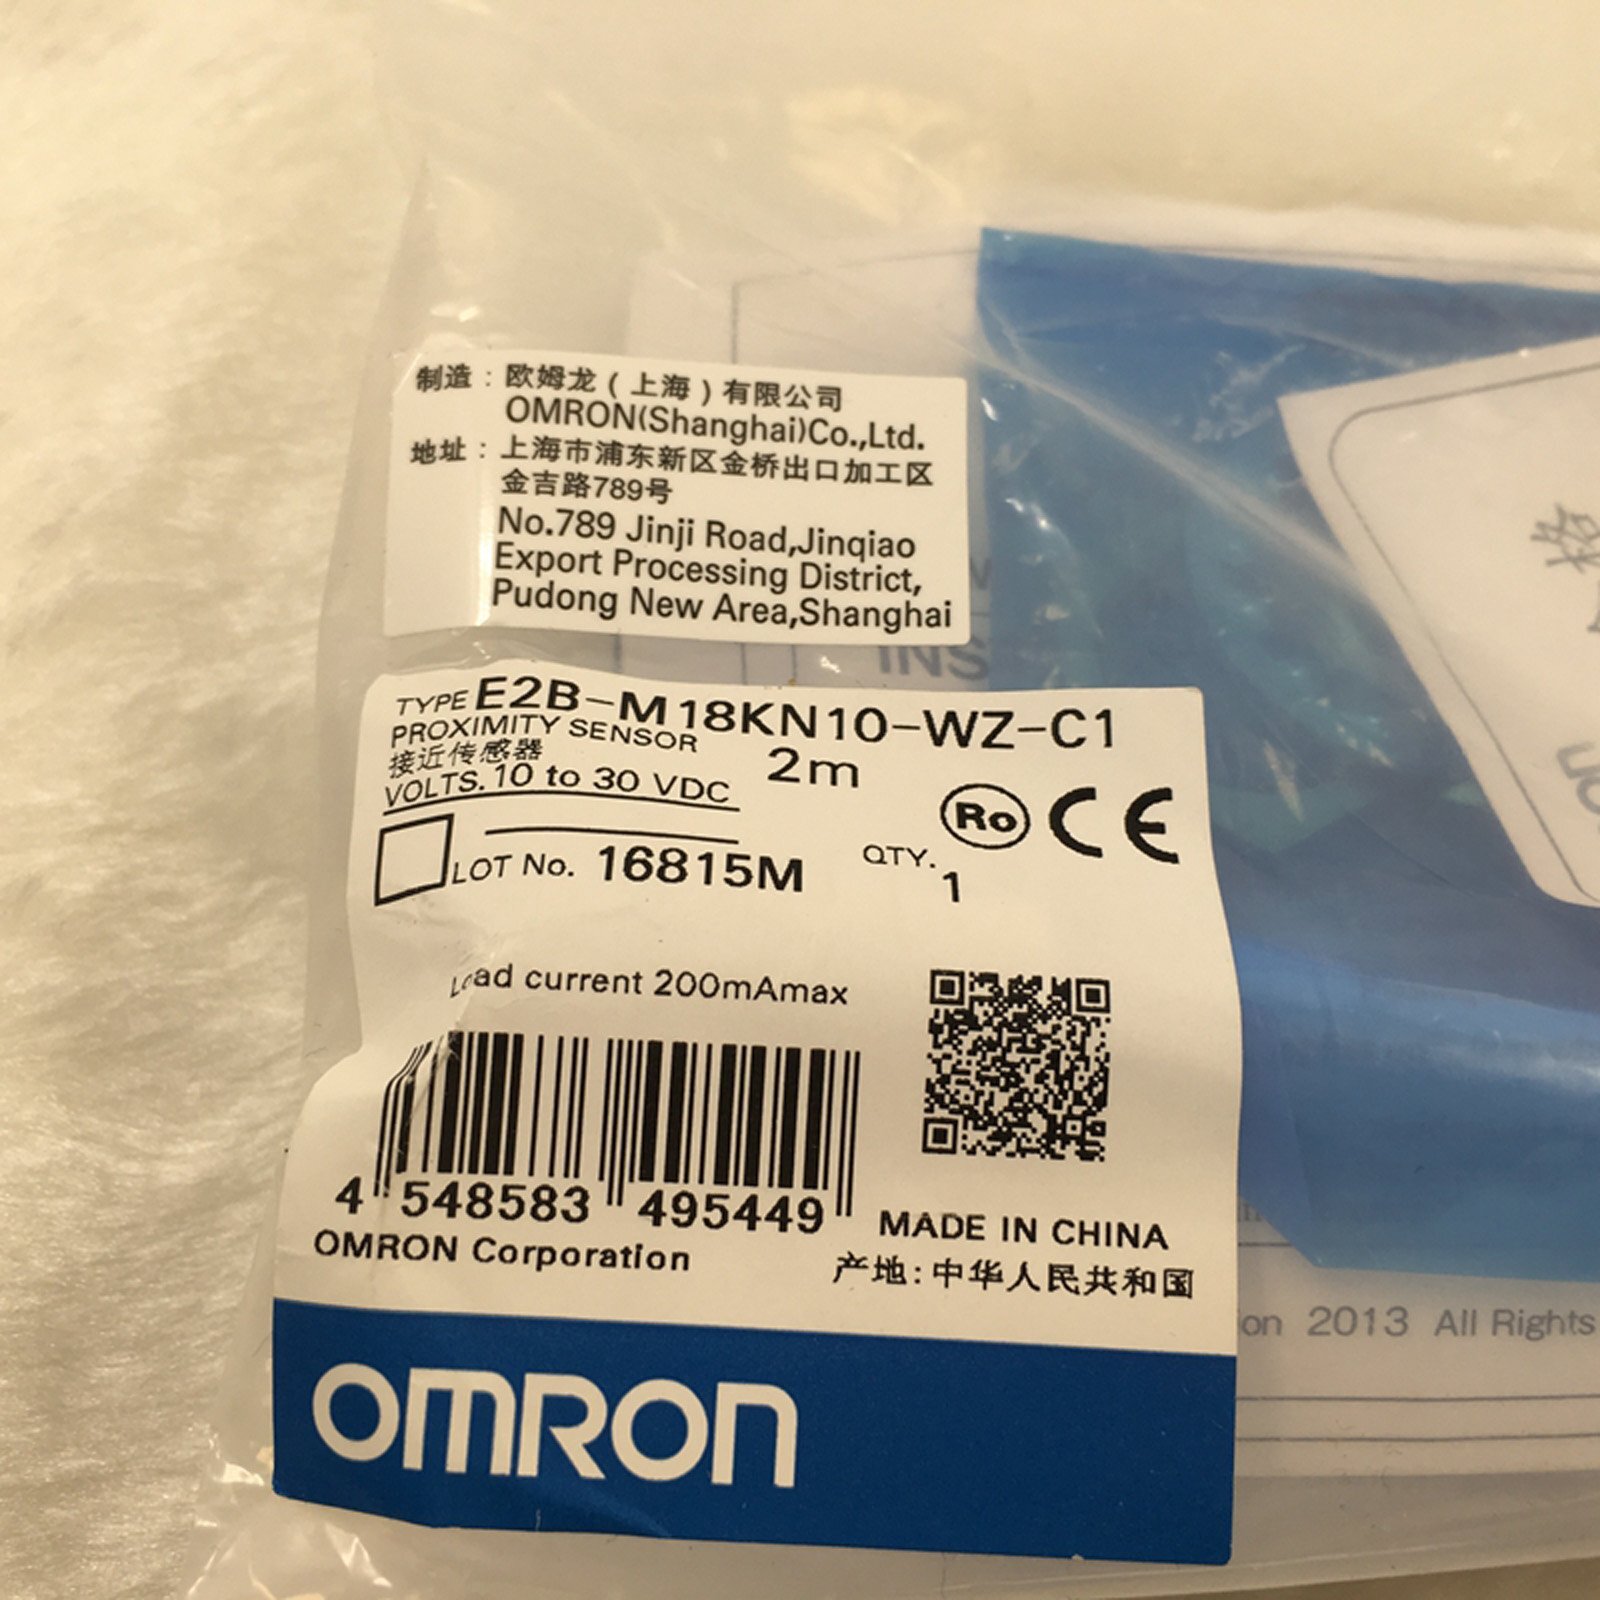 制造：欧姆龙（上海）有限公司
OMRON(Shanghai)Co.,Ltd.
地址：上海市浦东新区金桥出口加工区
金吉路789号
No.789 Jinji Road,Jinqiao
Export Processing District,
Pudong New Area,Shanghai
INS
TYPE E2B-M18KN10-WZ-C1
PROXIMITY SENSOR 2m
接近传感器
VOLTS. 10 to 30 VDC
Ro CE
LOT No. 16815M QTY. 1
Load current 200mAmax
4 548583 495449
MADE IN CHINA
OMRON Corporation
产地:中华人民共和国
on 2013 All Rights
OMRON